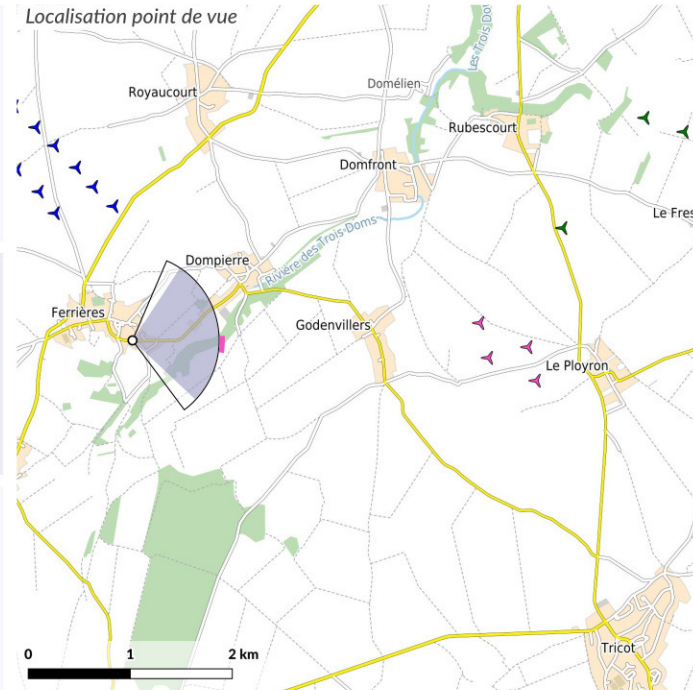 Localisation point de vue
Les Trois Doms
Royaucourt
Domélien
Rubescourt
Domfront
Le Fres
Dompierre
Rivière des Trois Doms
Ferrières
Godenvillers
Le Ployron
0 1 2 km
Tricot